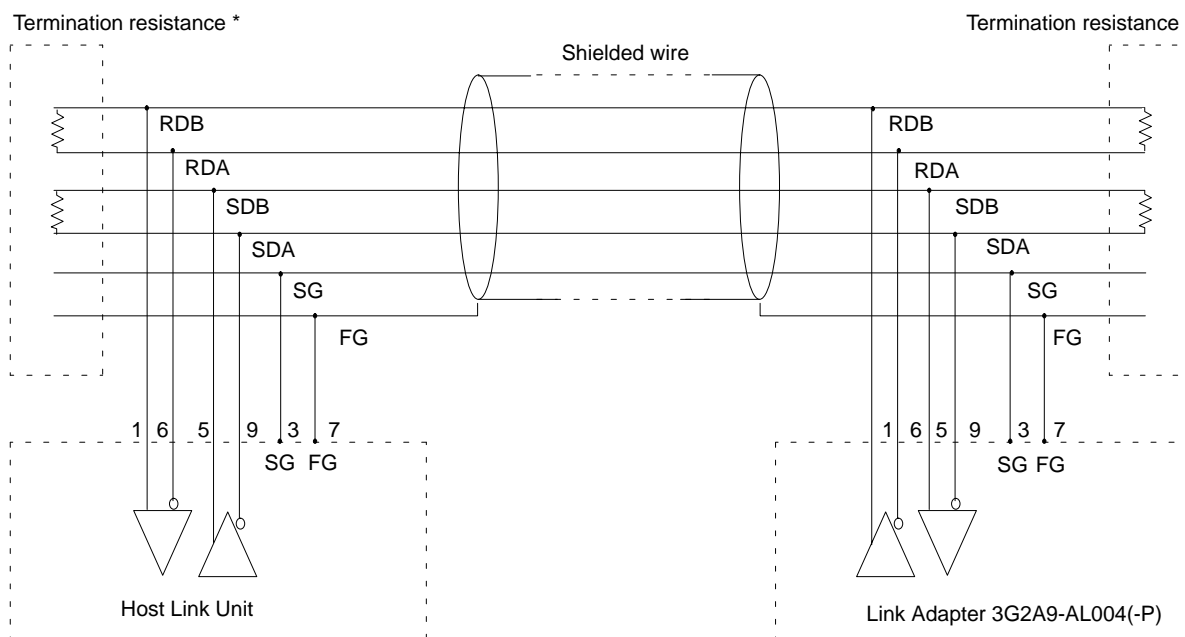 Termination resistance *
Termination resistance
Shielded wire
RDB
RDB
RDA
RDA
SDB
SDB
SDA
SDA
SG
SG
FG
FG
1 6 5 9 3 7
1 6 5 9 3 7
SG FG
SG FG
Host Link Unit
Link Adapter 3G2A9-AL004(-P)